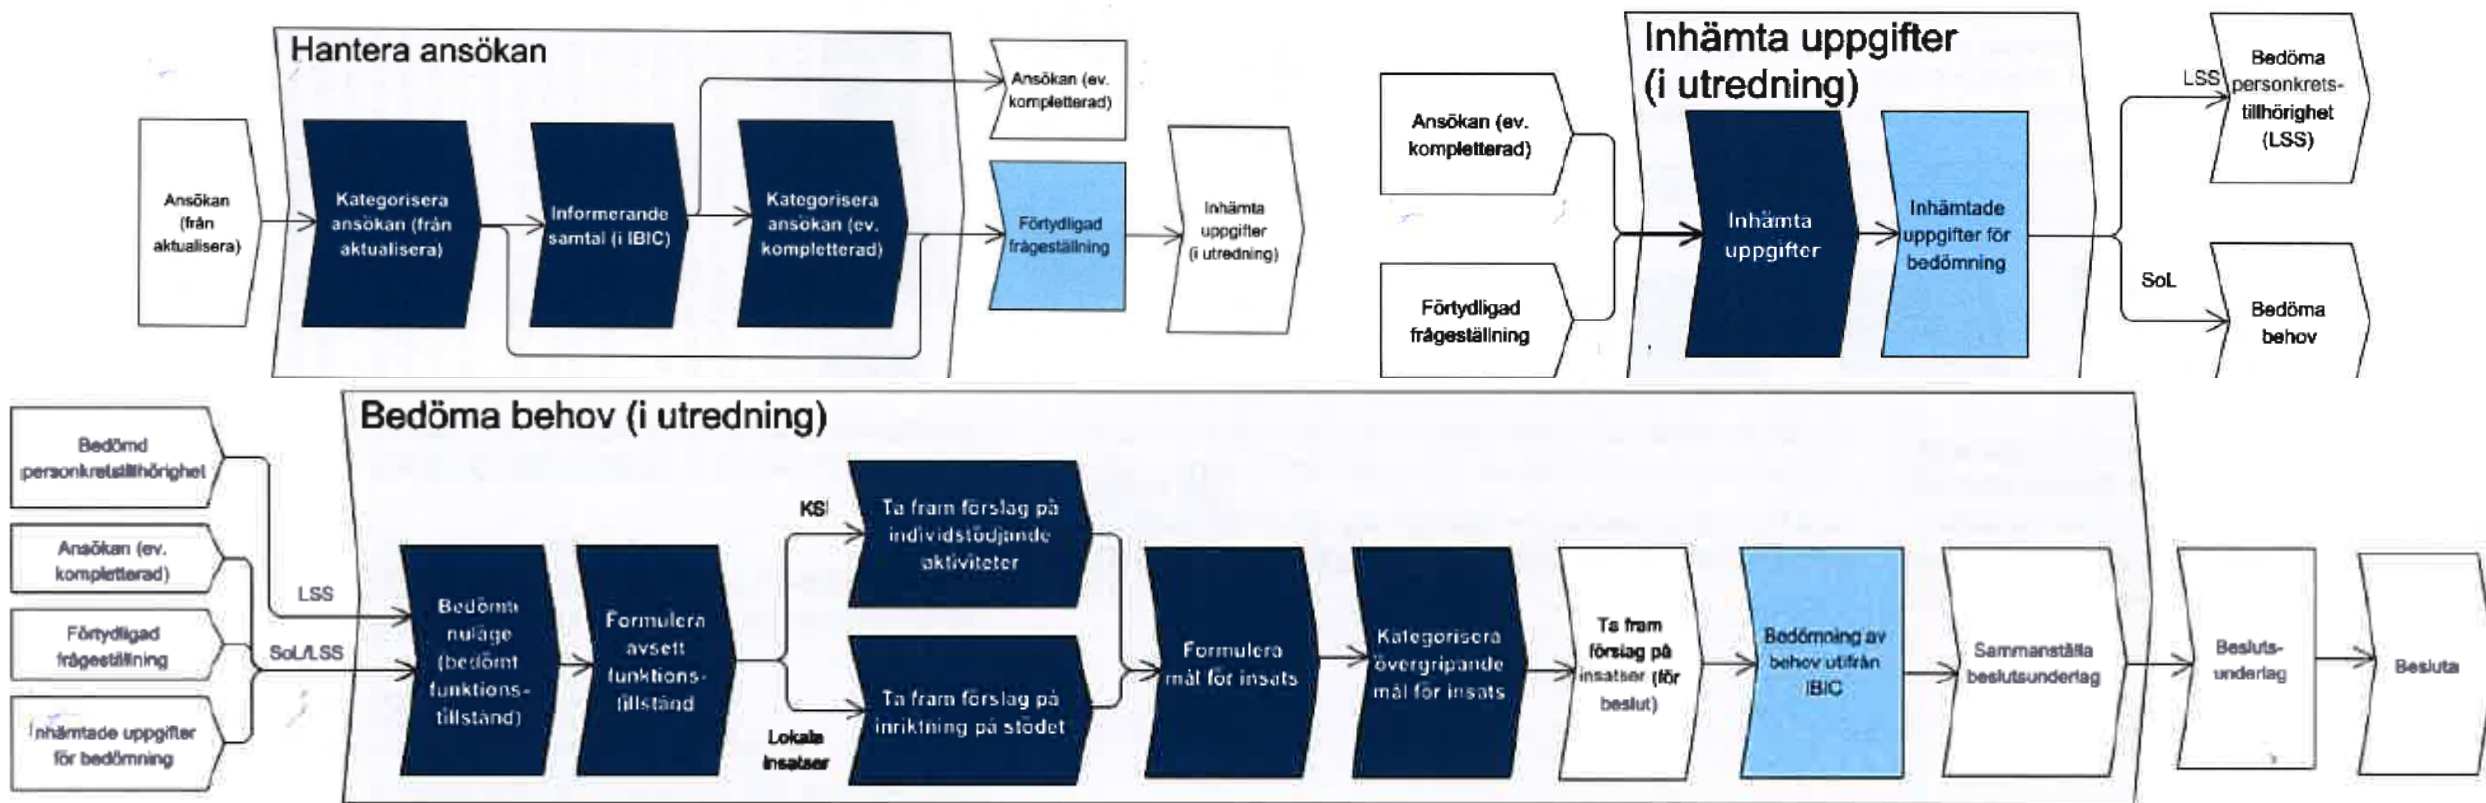 Hantera ansökan
Ansökan
(från
aktualisera)
Kategorisera
ansökan (från
aktualisera)
Informerande
samtal (i IBIC)
Kategorisera
ansökan (ev.
kompletterad)
Ansökan (ev.
kompletterad)
Förtydligad
frågeställning
Inhämta
uppgifter
(i utredning)
Inhämta uppgifter
(i utredning)
Ansökan (ev.
kompletterad)
Förtydligad
frågeställning
Inhämta
uppgifter
Inhämtade
uppgifter för
bedömning
LSS
Bedöma
personkrets-
tillhörighet
(LSS)
SoL
Bedöma
behov
Bedöma behov (i utredning)
Bedömd
personkretstillhörighet
Ansökan (ev.
kompletterad)
Förtydligad
frågeställning
Inhämtade uppgifter
för bedömning
LSS
SoL/LSS
Bedömt
nuläge
(bedömt
funktions-
tillstånd)
Formulera
avsett
funktions-
tillstånd
KSI
Ta fram förslag på
individstödjande
aktiviteter
Lokala
insatser
Ta fram förslag på
inriktning på stödet
Formulera
mål för insats
Kategorisera
övergripande
mål för insats
Ta fram
förslag på
insatser (för
beslut)
Bedömning av
behov utifrån
IBIC
Sammanställa
beslutsunderlag
Besluts-
underlag
Besluta